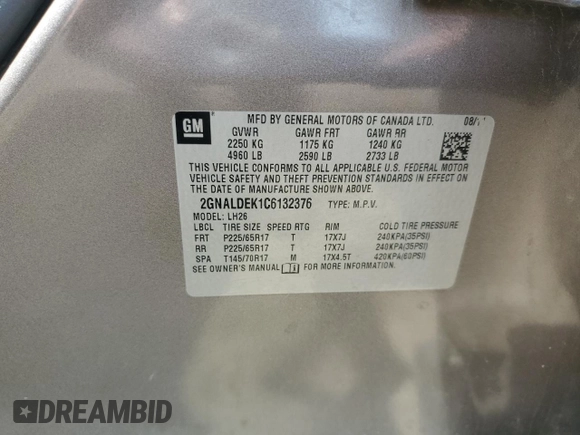 GM
MFD BY GENERAL MOTORS OF CANADA LTD. 08/1
GVWR GAWR FRT GAWR RR
2250 KG 1175 KG 1240 KG
4960 LB 2590 LB 2733 LB
THIS VEHICLE CONFORMS TO ALL APPLICABLE U.S. FEDERAL MOTOR
VEHICLE SAFETY AND THEFT PREVENTION STANDARDS IN EFFECT ON
THE DATE OF MANUFACTURE SHOWN ABOVE.
2GNALDEK1C6132376 TYPE: M.P.V.
MODEL: LH26
LBCL TIRE SIZE SPEED RTG RIM COLD TIRE PRESSURE
FRT P225/65R17 T 17X7J 240KPA(35PSI)
RR P225/65R17 T 17X7J 240KPA(35PSI)
SPA T145/70R17 M 17X4.5T 420KPA(60PSI)
SEE OWNER'S MANUAL FOR MORE INFORMATION.
DREAMBID